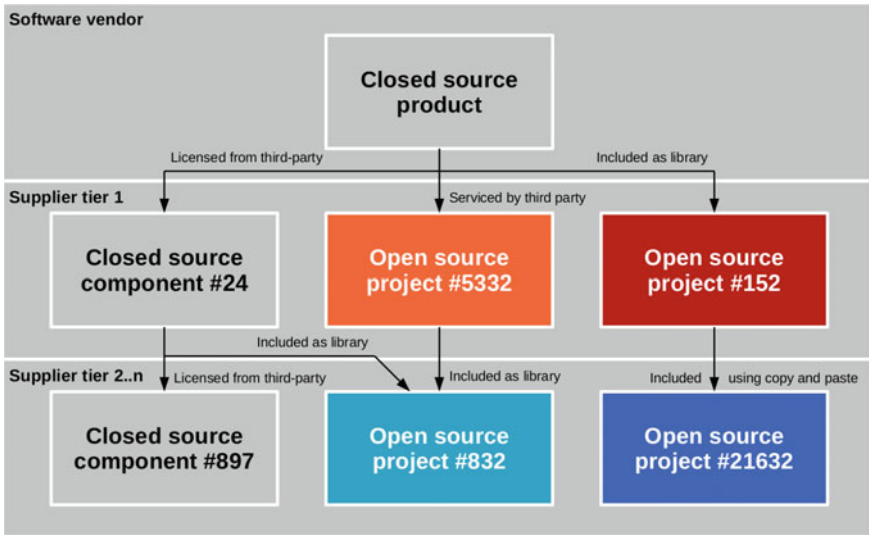 Software vendor
Closed source
product
Licensed from third-party
Included as library
Supplier tier 1
Serviced by third party
Closed source
component #24
Open source
project #5332
Open source
project #152
Included as library
Supplier tier 2..n
Licensed from third-party
Included as library
Included using copy and paste
Closed source
component #897
Open source
project #832
Open source
project #21632